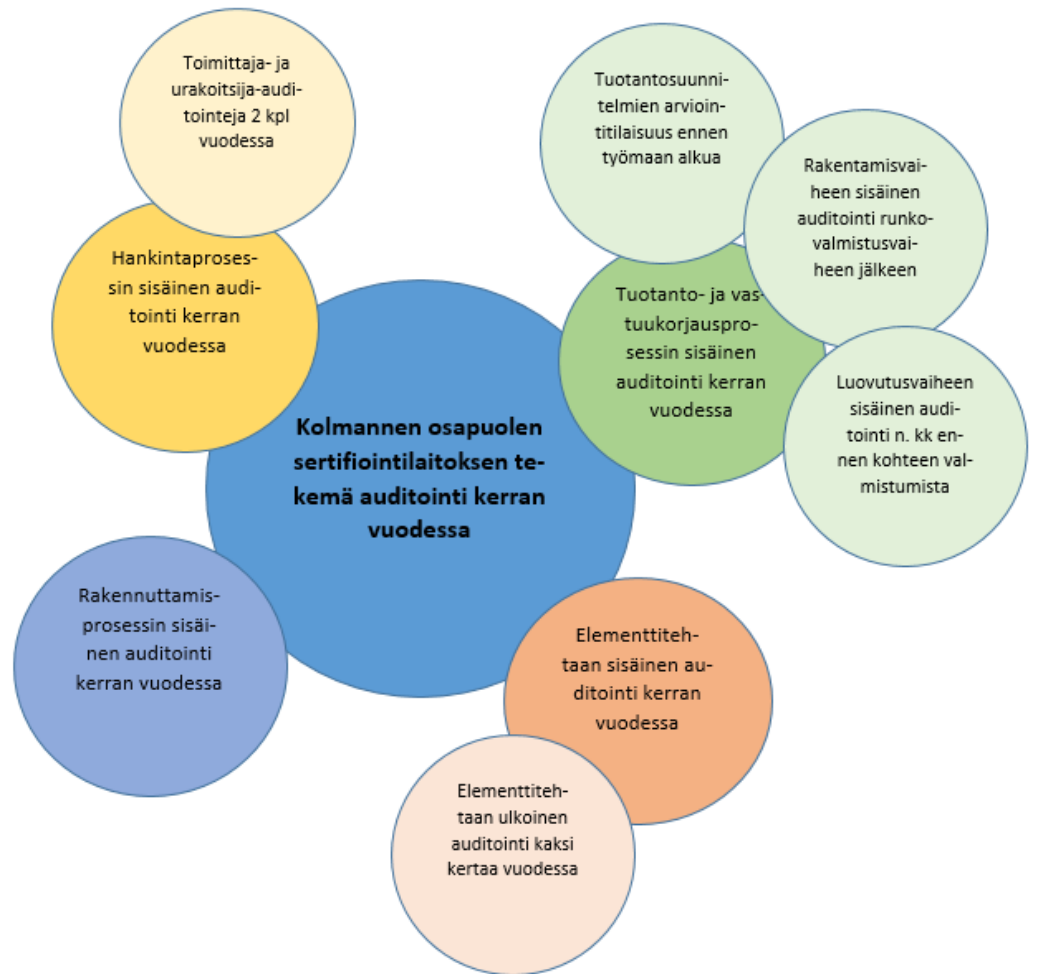 Toimittaja- ja
urakoitsija-audi-
tointeja 2 kpl
vuodessa
Hankintaproses-
sin sisäinen audi-
tointi kerran
vuodessa
Tuotantosuunni-
telmien arvioin-
titilaisuus ennen
työmaan alkua
Rakentamisvai-
heen sisäinen
auditointi runko-
valmistusvai-
heen jälkeen
Tuotanto- ja vas-
tuukorjauspro-
sessin sisäinen
auditointi kerran
vuodessa
Luovutusvaiheen
sisäinen audi-
tointi n. kk en-
nen kohteen val-
mistumista
Kolmannen osapuolen
sertifiointilaitoksen te-
kemä auditointi kerran
vuodessa
Rakennuttamis-
prosessin sisäi-
nen auditointi
kerran vuodessa
Elementtiteh-
taan sisäinen au-
ditointi kerran
vuodessa
Elementtiteh-
taan ulkoinen
auditointi kaksi
kertaa vuodessa